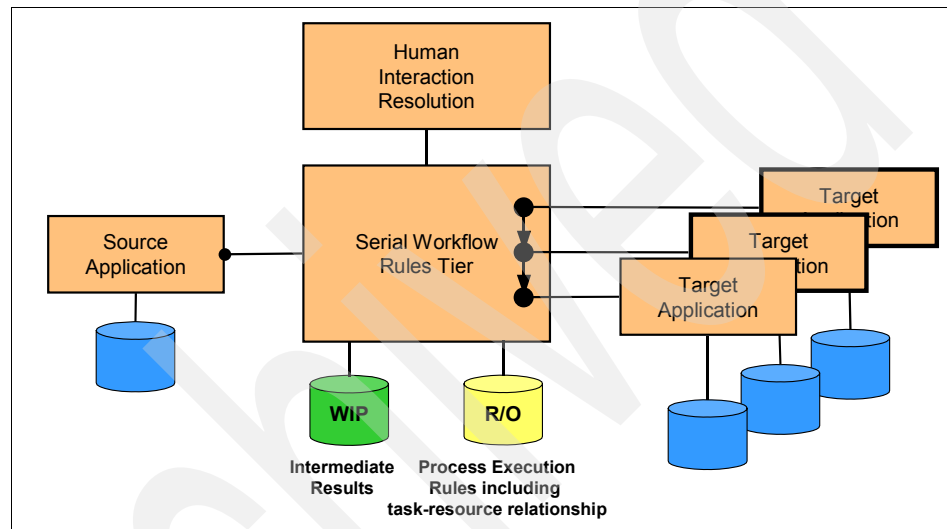 Human
Interaction
Resolution
Source
Application
Serial Workflow
Rules Tier
Target
Target
Target
Application
WIP
R/O
Intermediate
Results
Process Execution
Rules including
task-resource relationship